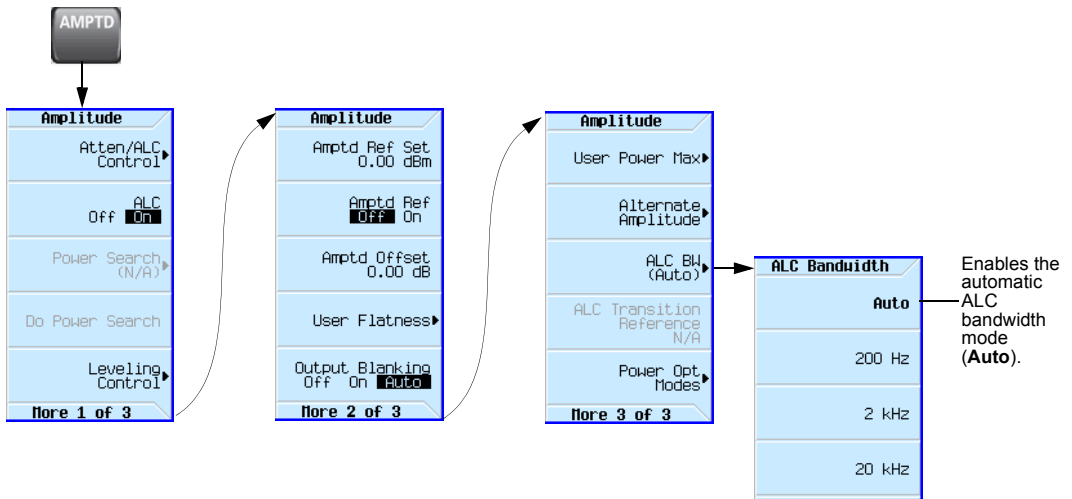 AMPTD
Amplitude
Atten/ALC
Control
ALC
Off On
Power Search
(N/A)
Do Power Search
Leveling
Control
More 1 of 3
Amplitude
Amptd Ref Set
0.00 dBm
Amptd Ref
Off On
Amptd Offset
0.00 dB
User Flatness
Output Blanking
Off On Auto
More 2 of 3
Amplitude
User Power Max
Alternate
Amplitude
ALC BW
(Auto)
ALC Transition
Reference
N/A
Power Opt
Modes
More 3 of 3
ALC Bandwidth
Auto
200 Hz
2 kHz
20 kHz
Enables the
automatic
ALC
bandwidth
mode
(Auto).